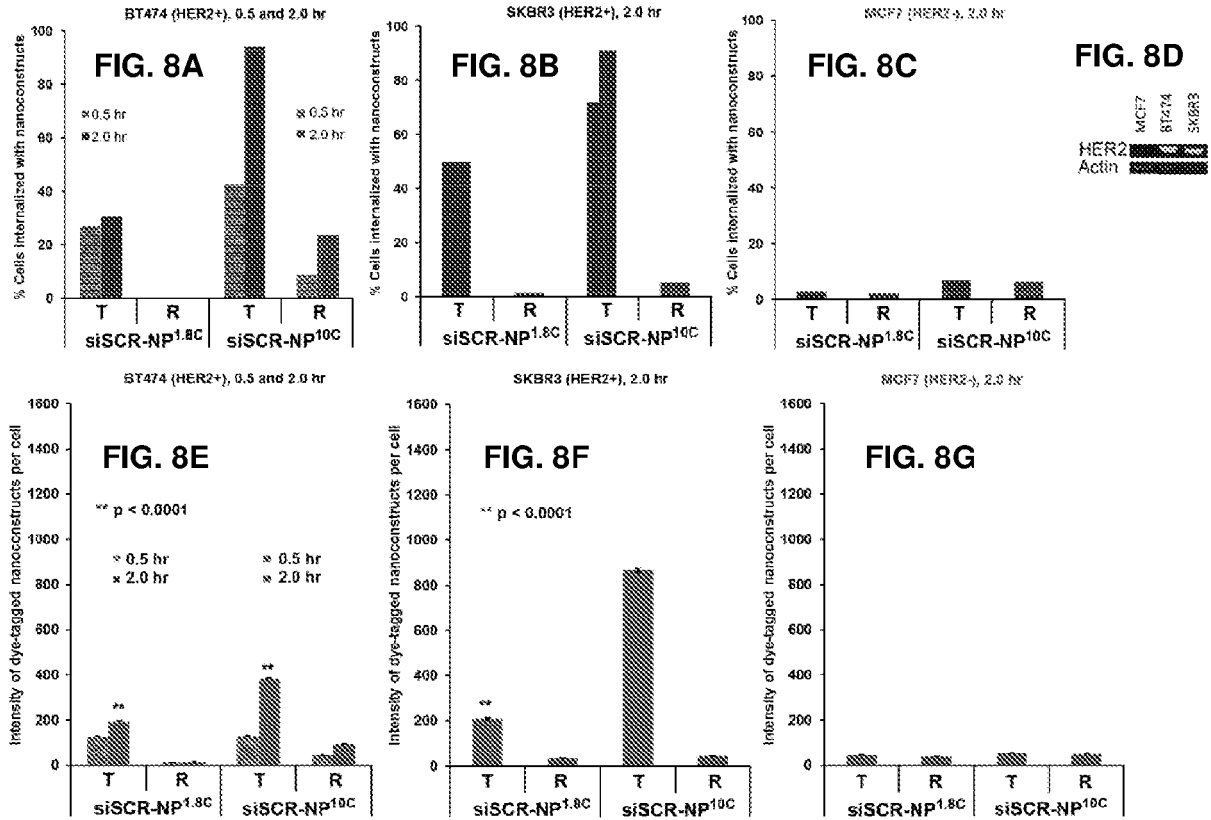 BT474 (HER2+), 0.5 and 2.0 hr
% Cells internalized with nanoconstructs
100
80
60
40
20
0
FIG. 8A
0.5 hr
2.0 hr
0.5 hr
2.0 hr
T R T R
siSCR-NP1.8C siSCR-NP10C
SKBR3 (HER2+), 2.0 hr
% Cells internalized with nanoconstructs
100
80
60
40
20
0
FIG. 8B
T R T R
siSCR-NP1.8C siSCR-NP10C
MCF7 (HER2-), 2.0 hr
% Cells internalized with nanoconstructs
100
80
60
40
20
0
FIG. 8C
T R T R
siSCR-NP1.8C siSCR-NP10C
FIG. 8D
MCF7
BT474
SKBR3
HER2
Actin
BT474 (HER2+), 0.5 and 2.0 hr
Intensity of dye-tagged nanoconstructs per cell
1600
1400
1200
1000
800
600
400
200
0
FIG. 8E
** p < 0.0001
0.5 hr
2.0 hr
0.5 hr
2.0 hr
**
**
T R T R
siSCR-NP1.8C siSCR-NP10C
SKBR3 (HER2+), 2.0 hr
Intensity of dye-tagged nanoconstructs per cell
1600
1400
1200
1000
800
600
400
200
0
FIG. 8F
** p < 0.0001
**
T R T R
siSCR-NP1.8C siSCR-NP10C
MCF7 (HER2-), 2.0 hr
Intensity of dye-tagged nanoconstructs per cell
1600
1400
1200
1000
800
600
400
200
0
FIG. 8G
T R T R
siSCR-NP1.8C siSCR-NP10C